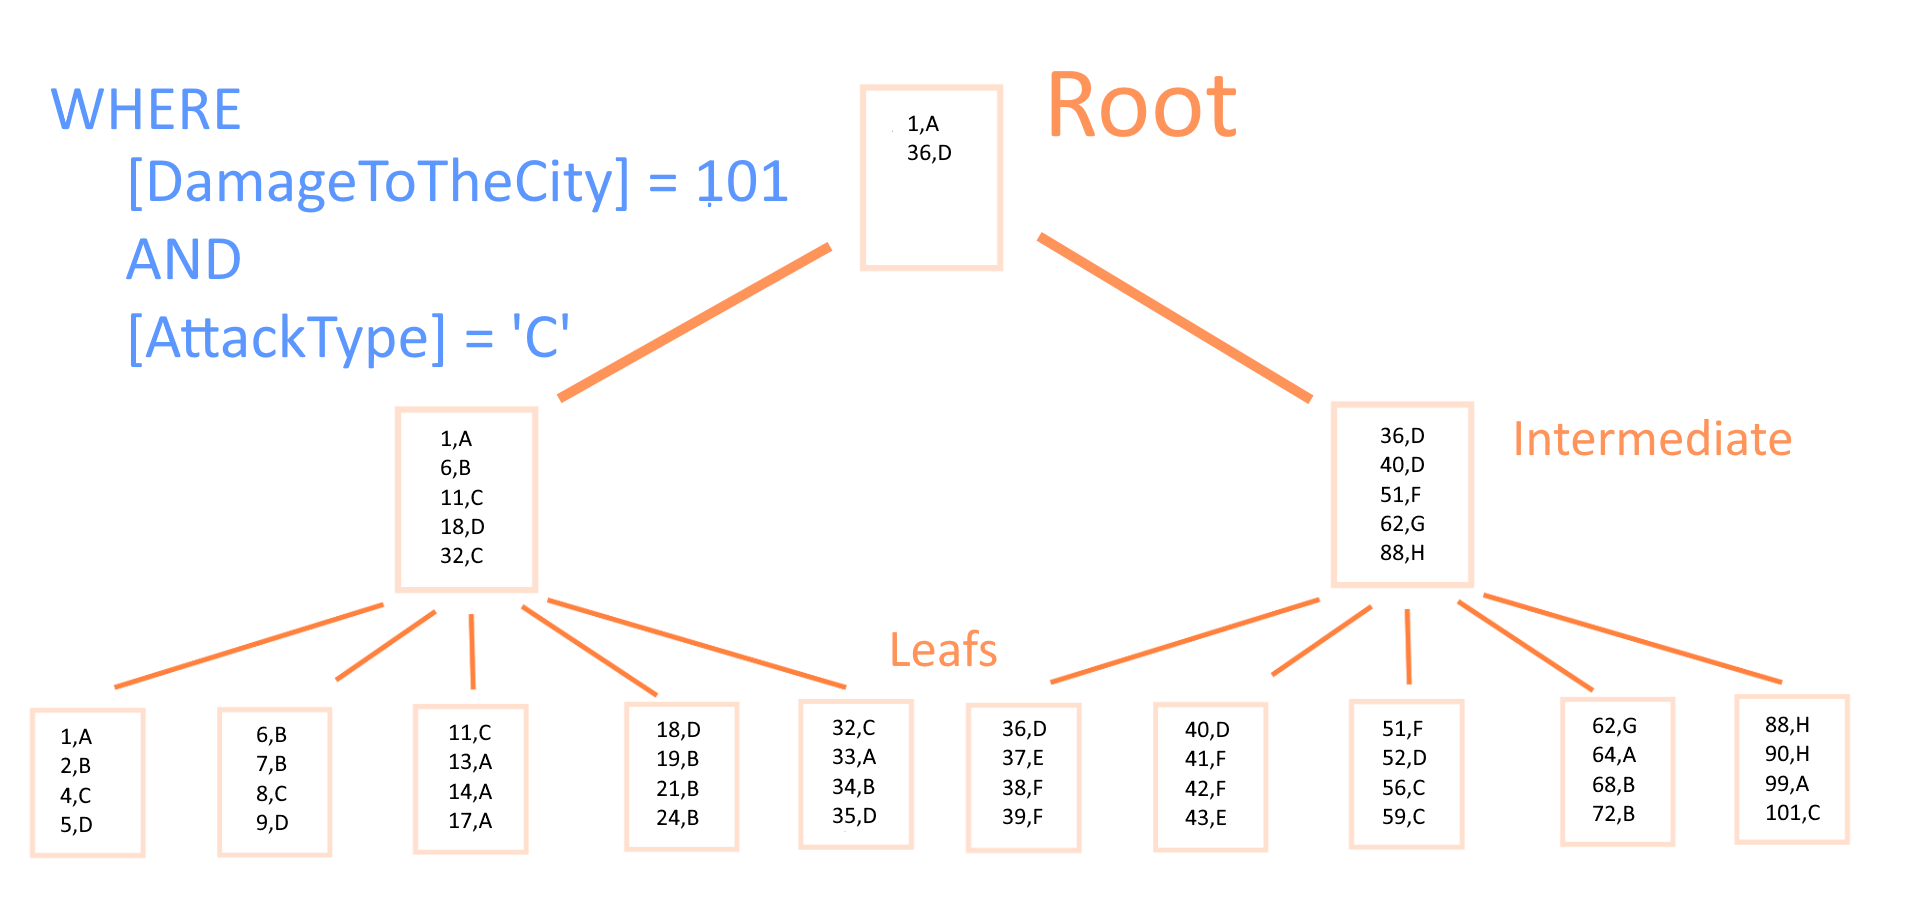 WHERE
[DamageToTheCity] = 101
AND
[AttackType] = 'C'
Root
1,A
36,D
1,A
6,B
11,C
18,D
32,C
Intermediate
36,D
40,D
51,F
62,G
88,H
Leafs
1,A
2,B
4,C
5,D
6,B
7,B
8,C
9,D
11,C
13,A
14,A
17,A
18,D
19,B
21,B
24,B
32,C
33,A
34,B
35,D
36,D
37,E
38,F
39,F
40,D
41,F
42,F
43,E
51,F
52,D
56,C
59,C
62,G
64,A
68,B
72,B
88,H
90,H
99,A
101,C